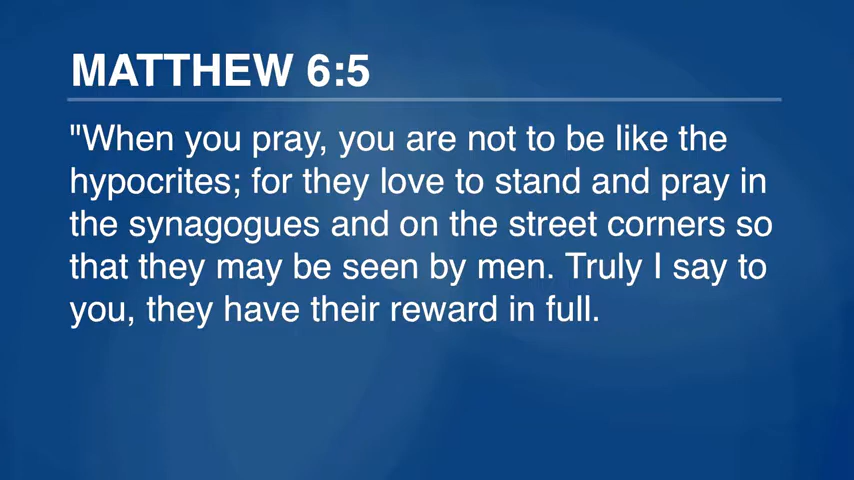 MATTHEW 6:5
"When you pray, you are not to be like the
hypocrites; for they love to stand and pray in
the synagogues and on the street corners so
that they may be seen by men. Truly I say to
you, they have their reward in full.